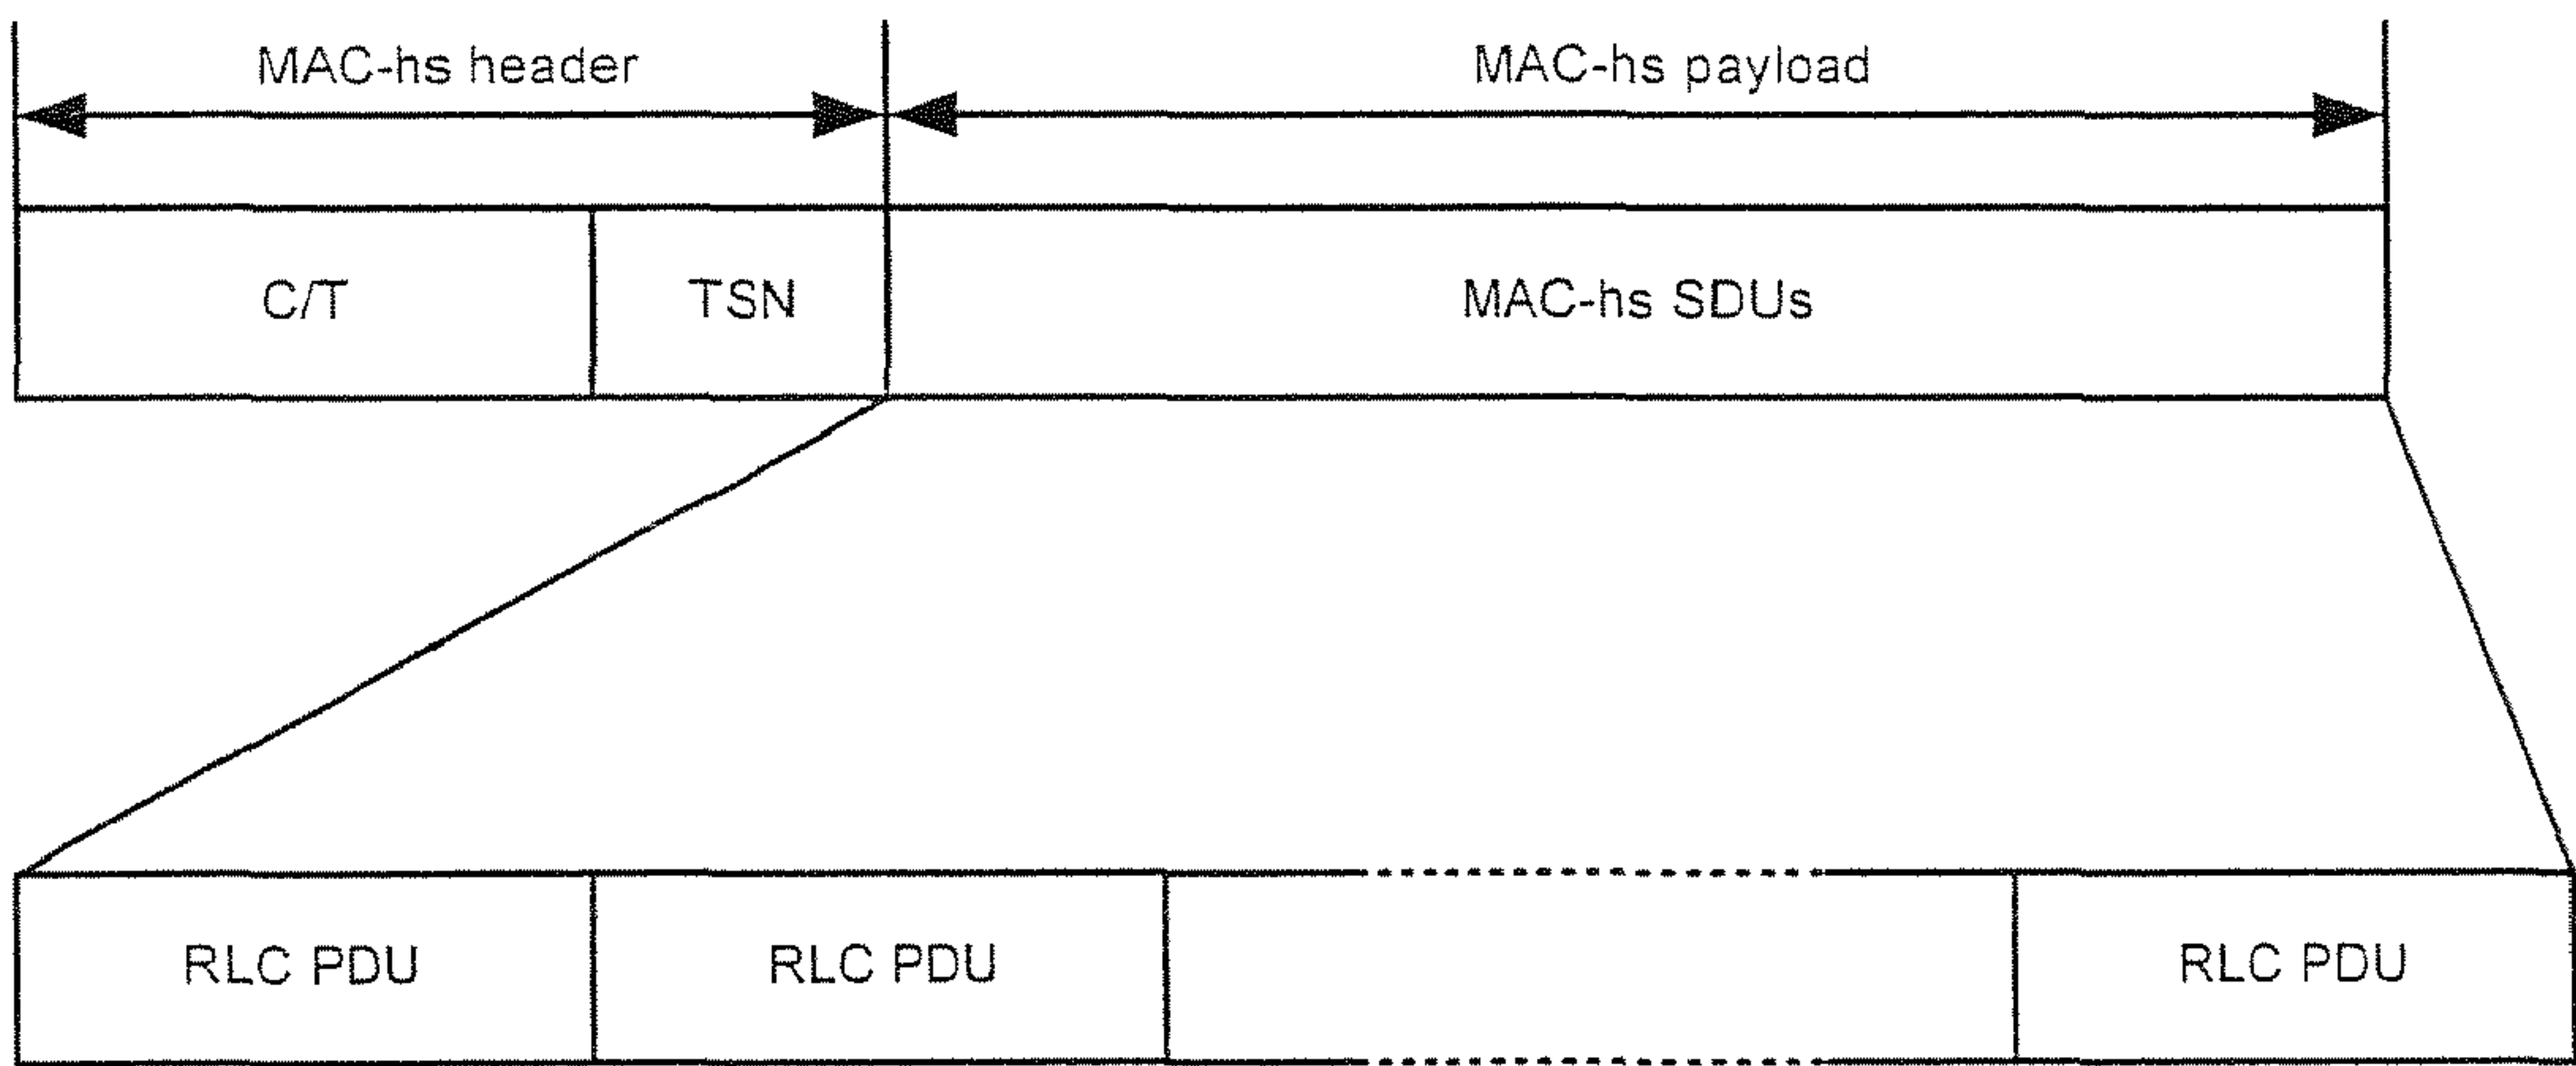 MAC-hs header
MAC-hs payload
C/T
TSN
MAC-hs SDUs
RLC PDU
RLC PDU
RLC PDU